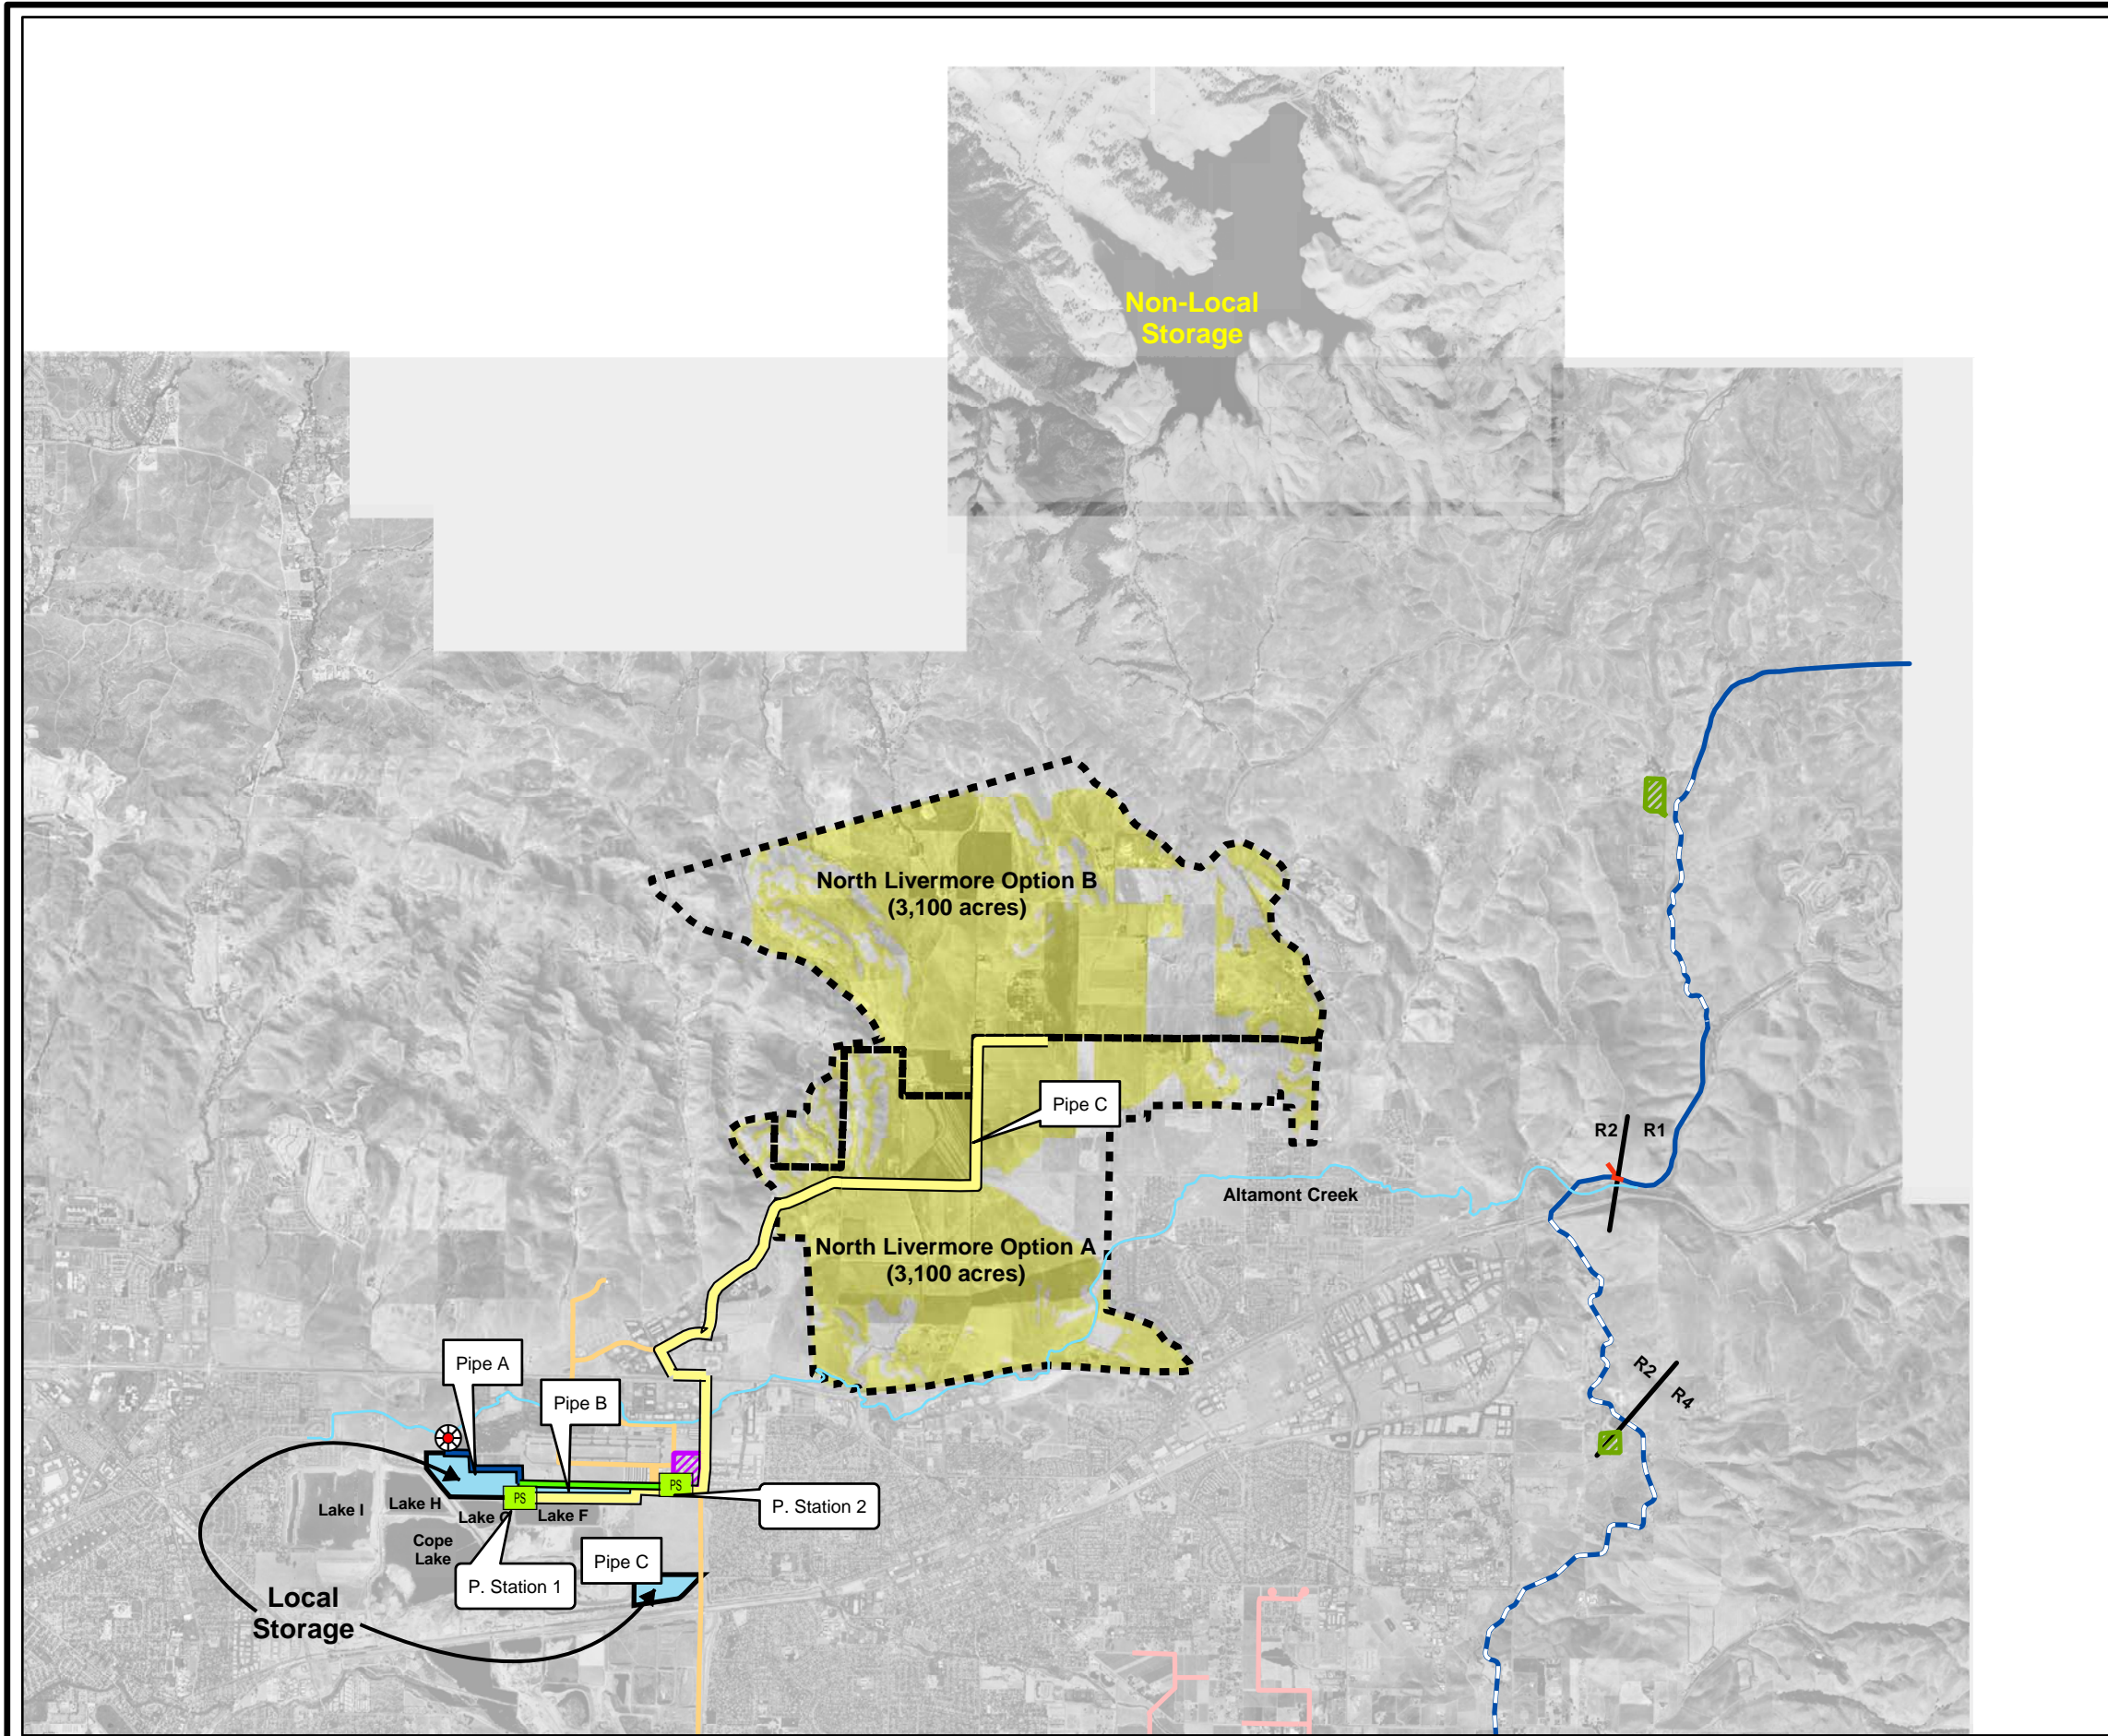 Non-Local
Storage
North Livermore Option B
(3,100 acres)
Pipe C
R2
R1
Altamont Creek
North Livermore Option A
(3,100 acres)
Pipe A
Pipe B
R2
R4
PS
PS
P. Station 2
Lake I
Lake H
Lake
Lake F
Cope
Lake
Pipe C
P. Station 1
Local
Storage